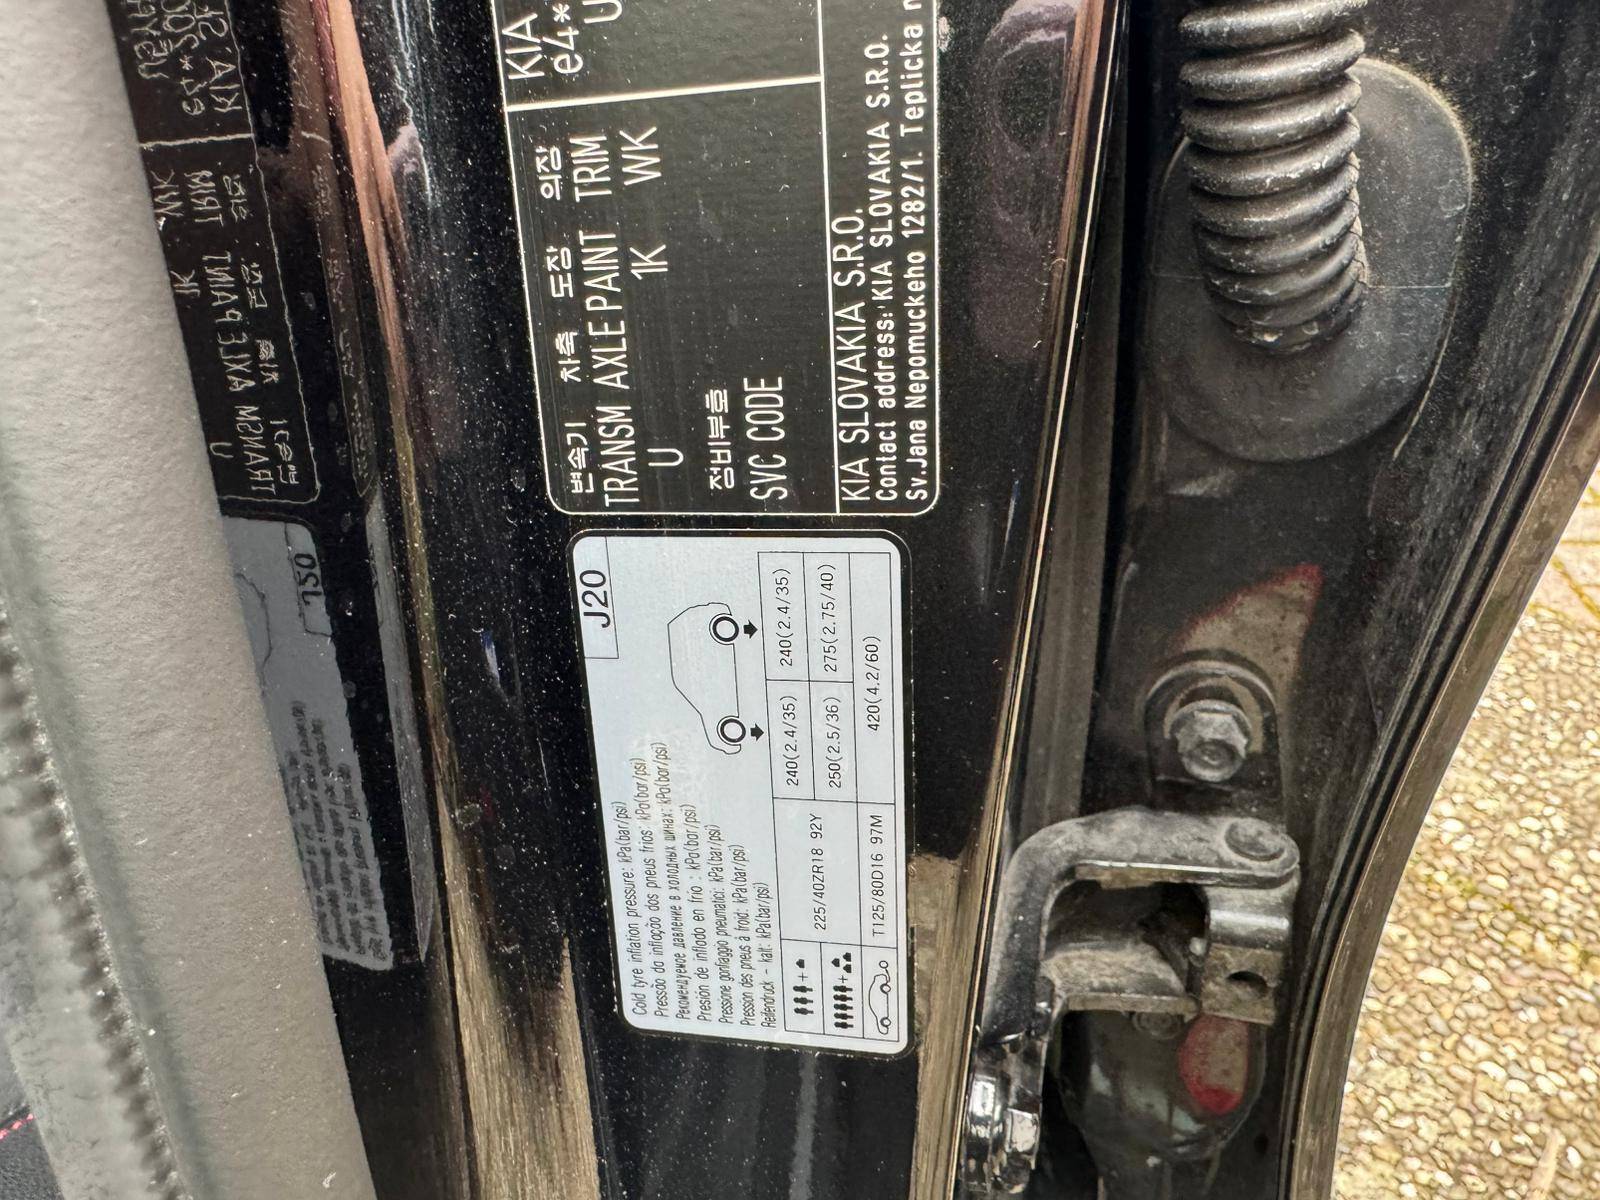 KIA
e4*
U
변속기 차축 도장 의장
TRANSM AXLE PAINT TRIM
U 1K WK
정비부호
SVC CODE
KIA SLOVAKIA S.R.O.
Contact address: KIA SLOVAKIA S.R.O.
Sv.Jana Nepomuckeho 1282/1. Teplicka n
J20
Cold tyre inflation pressure: kPa(bar/psi)
Pressão da inflação dos pneus frios: kPa(bar/psi)
Рекомендуемое давление в холодных шинах: kPa(bar/psi)
Presión de inflado en frio : kPa(bar/psi)
Pressione gonfiaggio pneumatici: kPa(bar/psi)
Pression des pneus à froid: kPa(bar/psi)
Reifendruck - kalt: kPa(bar/psi)
225/40ZR18 92Y
240(2.4/35) 240(2.4/35)
250(2.5/36) 275(2.75/40)
T125/80D16 97M 420(4.2/60)